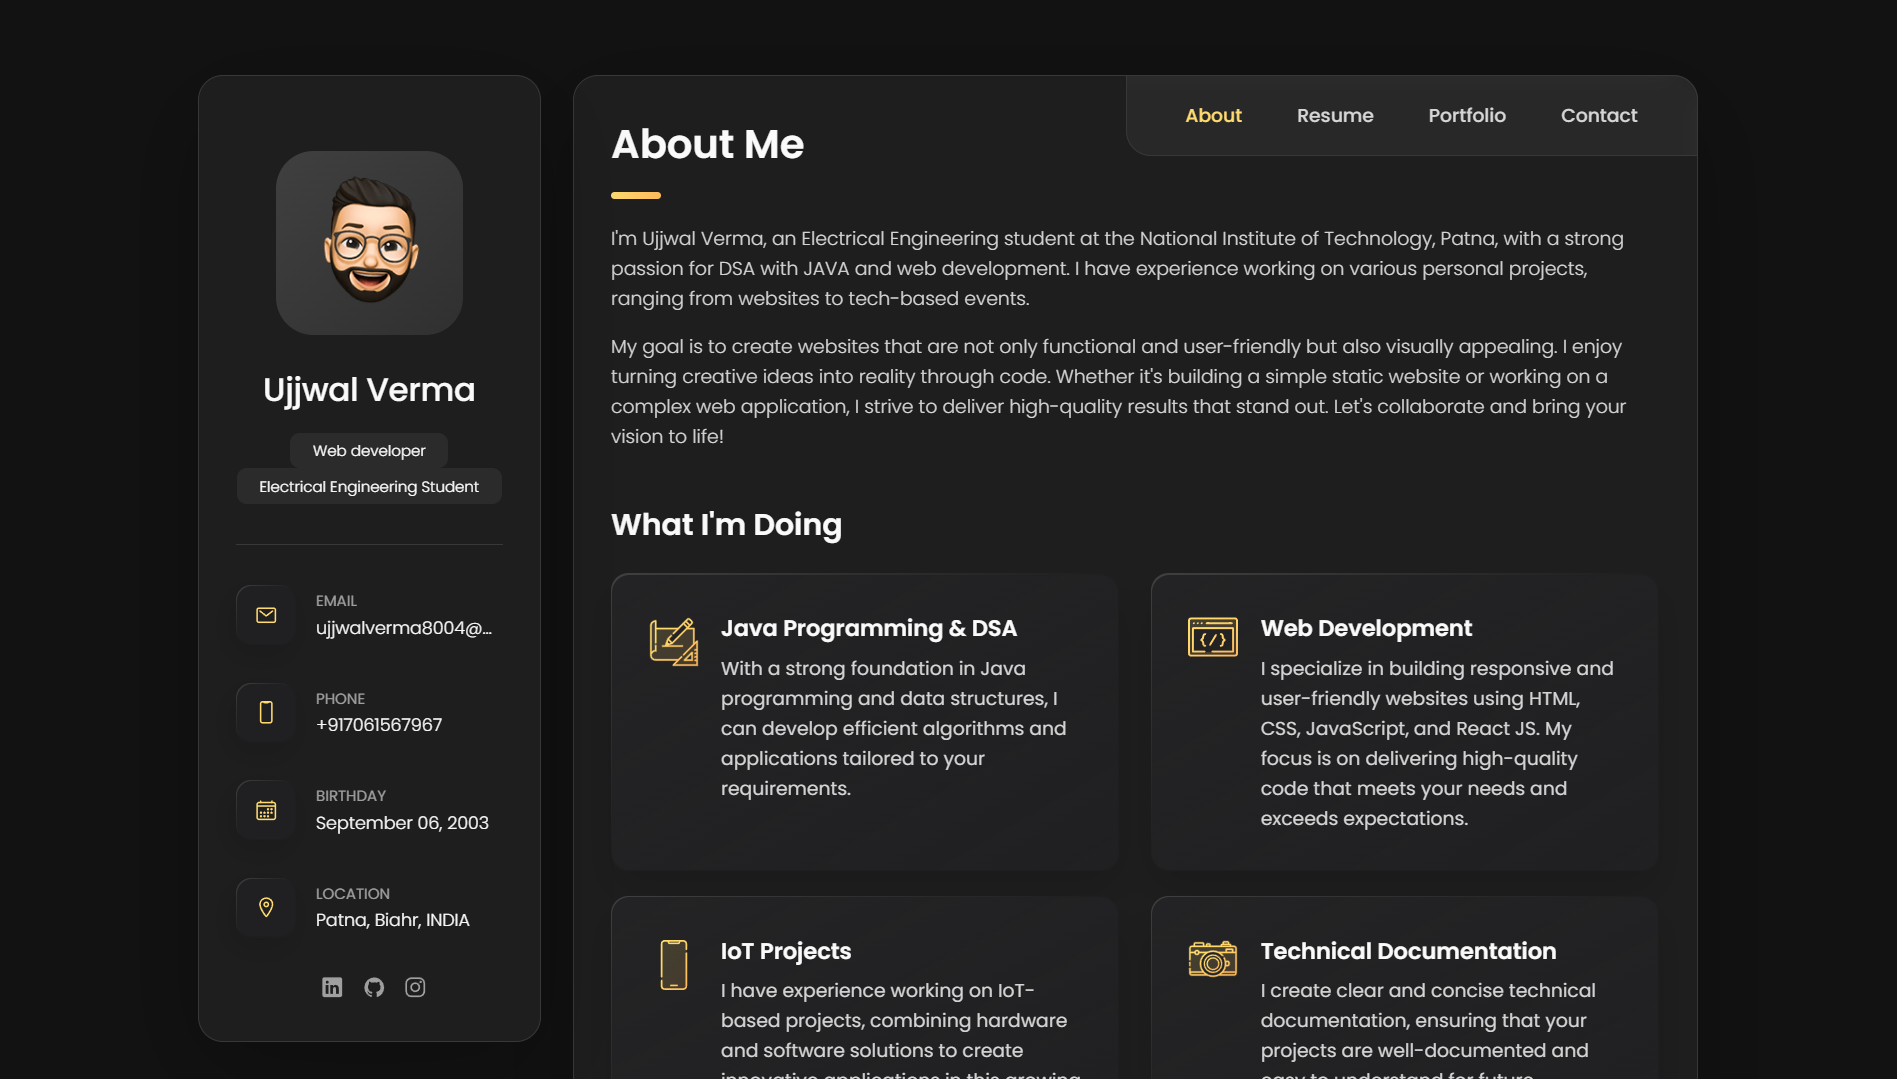 Ujjwal Verma
Web developer
Electrical Engineering Student
EMAIL
ujjwalverma8004@...
PHONE
+917061567967
BIRTHDAY
September 06, 2003
LOCATION
Patna, Biahr, INDIA
About
Resume
Portfolio
Contact
About Me
I'm Ujjwal Verma, an Electrical Engineering student at the National Institute of Technology, Patna, with a strong
passion for DSA with JAVA and web development. I have experience working on various personal projects,
ranging from websites to tech-based events.
My goal is to create websites that are not only functional and user-friendly but also visually appealing. I enjoy
turning creative ideas into reality through code. Whether it's building a simple static website or working on a
complex web application, I strive to deliver high-quality results that stand out. Let's collaborate and bring your
vision to life!
What I'm Doing
Java Programming & DSA
With a strong foundation in Java
programming and data structures, I
can develop efficient algorithms and
applications tailored to your
requirements.
Web Development
I specialize in building responsive and
user-friendly websites using HTML,
CSS, JavaScript, and React JS. My
focus is on delivering high-quality
code that meets your needs and
exceeds expectations.
IoT Projects
I have experience working on IoT-
based projects, combining hardware
and software solutions to create
innovative applications in this growing
Technical Documentation
I create clear and concise technical
documentation, ensuring that your
projects are well-documented and
easy to understand for future